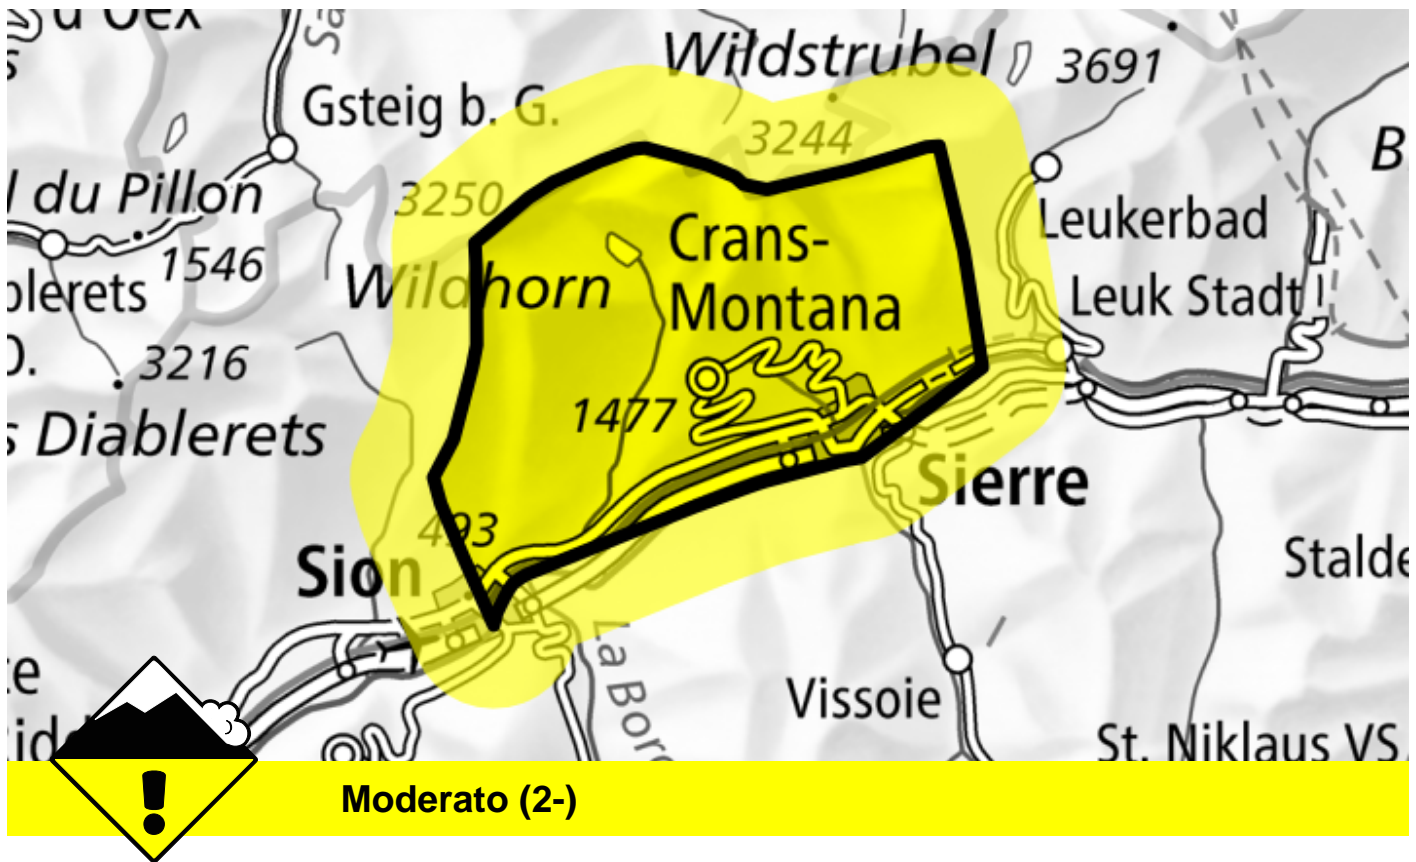 d'Oex
Wildstrubel
3691
Gsteig b. G.
3244
l du Pillon
3250
Crans-
Montana
Leukerbad
1546
Wildhorn
blerets
Leuk Stadt
3216
1477
s Diablerets
Sierre
493
Sion
Stalde
La Borg
Vissoie
St. Niklaus VS
Moderato (2-)